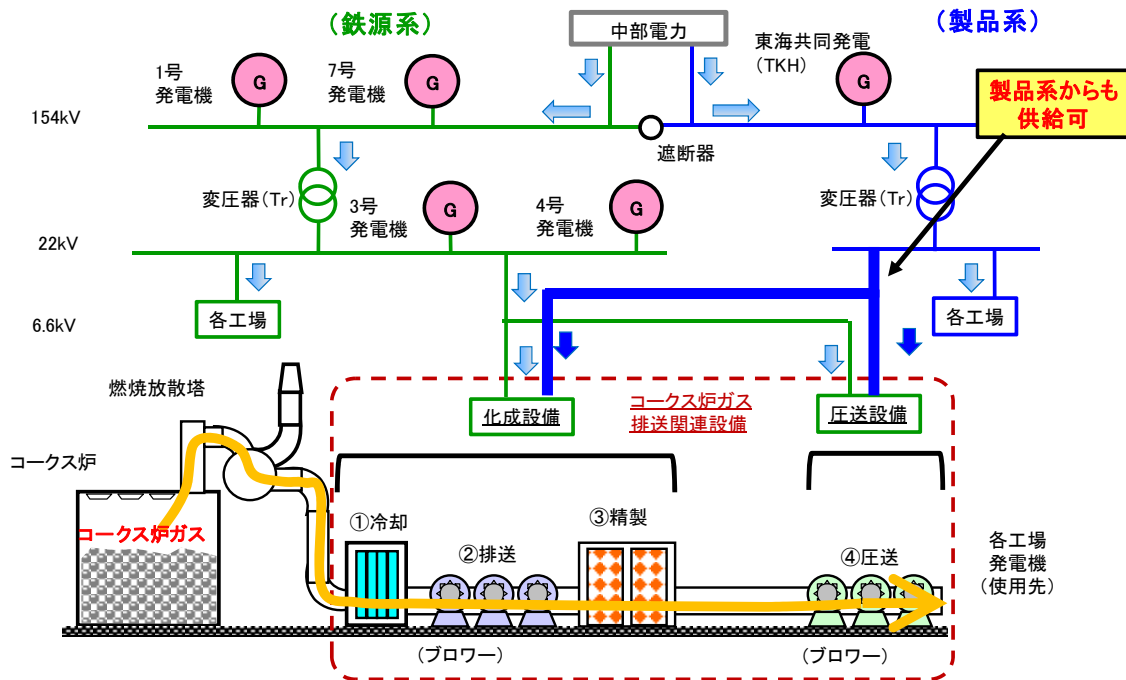 (鉄源系)
中部電力
(製品系)
1号
発電機
G
7号
発電機
G
東海共同発電
(TKH)
G
製品系からも
供給可
154kV
遮断器
変圧器(Tr)
3号
発電機
G
4号
発電機
G
変圧器(Tr)
22kV
各工場
各工場
6.6kV
燃焼放散塔
化成設備
コークス炉ガス
排送関連設備
圧送設備
コークス炉
コークス炉ガス
①冷却
②排送
③精製
④圧送
各工場
発電機
(使用先)
(ブロワー)
(ブロワー)